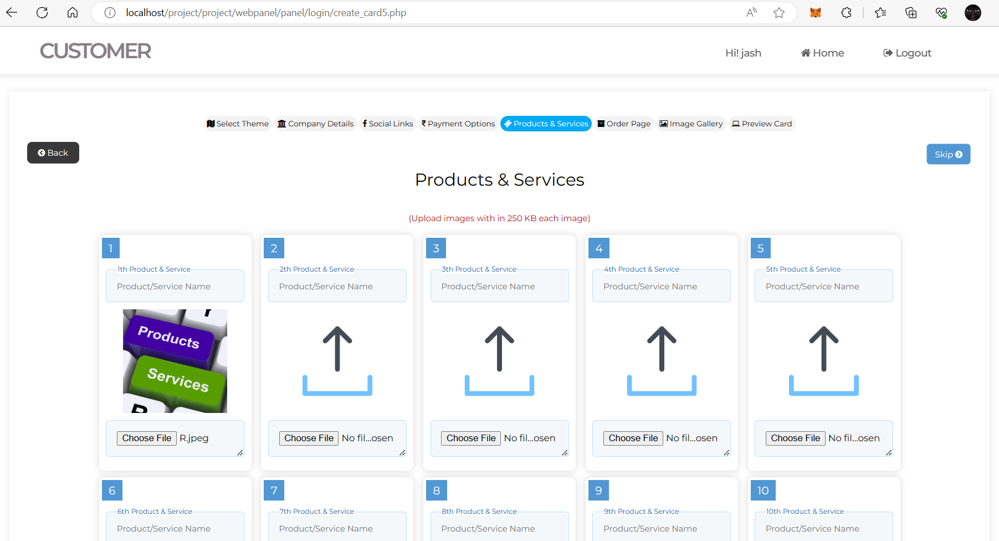 localhost/project/project/webpanel/panel/login/create_card5.php
CUSTOMER
Hi! jash
Home
Logout
Select Theme
Company Details
Social Links
₹ Payment Options
Products & Services
Order Page
Image Gallery
Preview Card
Back
Skip
Products & Services
(Upload images with in 250 KB each image)
1
2
3
4
5
1th Product & Service
2th Product & Service
3th Product & Service
4th Product & Service
5th Product & Service
Product/Service Name
Product/Service Name
Product/Service Name
Product/Service Name
Product/Service Name
Y
Products
Services
R
Choose File R.jpeg
Choose File No fil...osen
Choose File No fil...osen
Choose File No fil...osen
Choose File No fil...osen
6
7
8
9
10
6th Product & Service
7th Product & Service
8th Product & Service
9th Product & Service
10th Product & Service
Product/Service Name
Product/Service Name
Product/Service Name
Product/Service Name
Product/Service Name